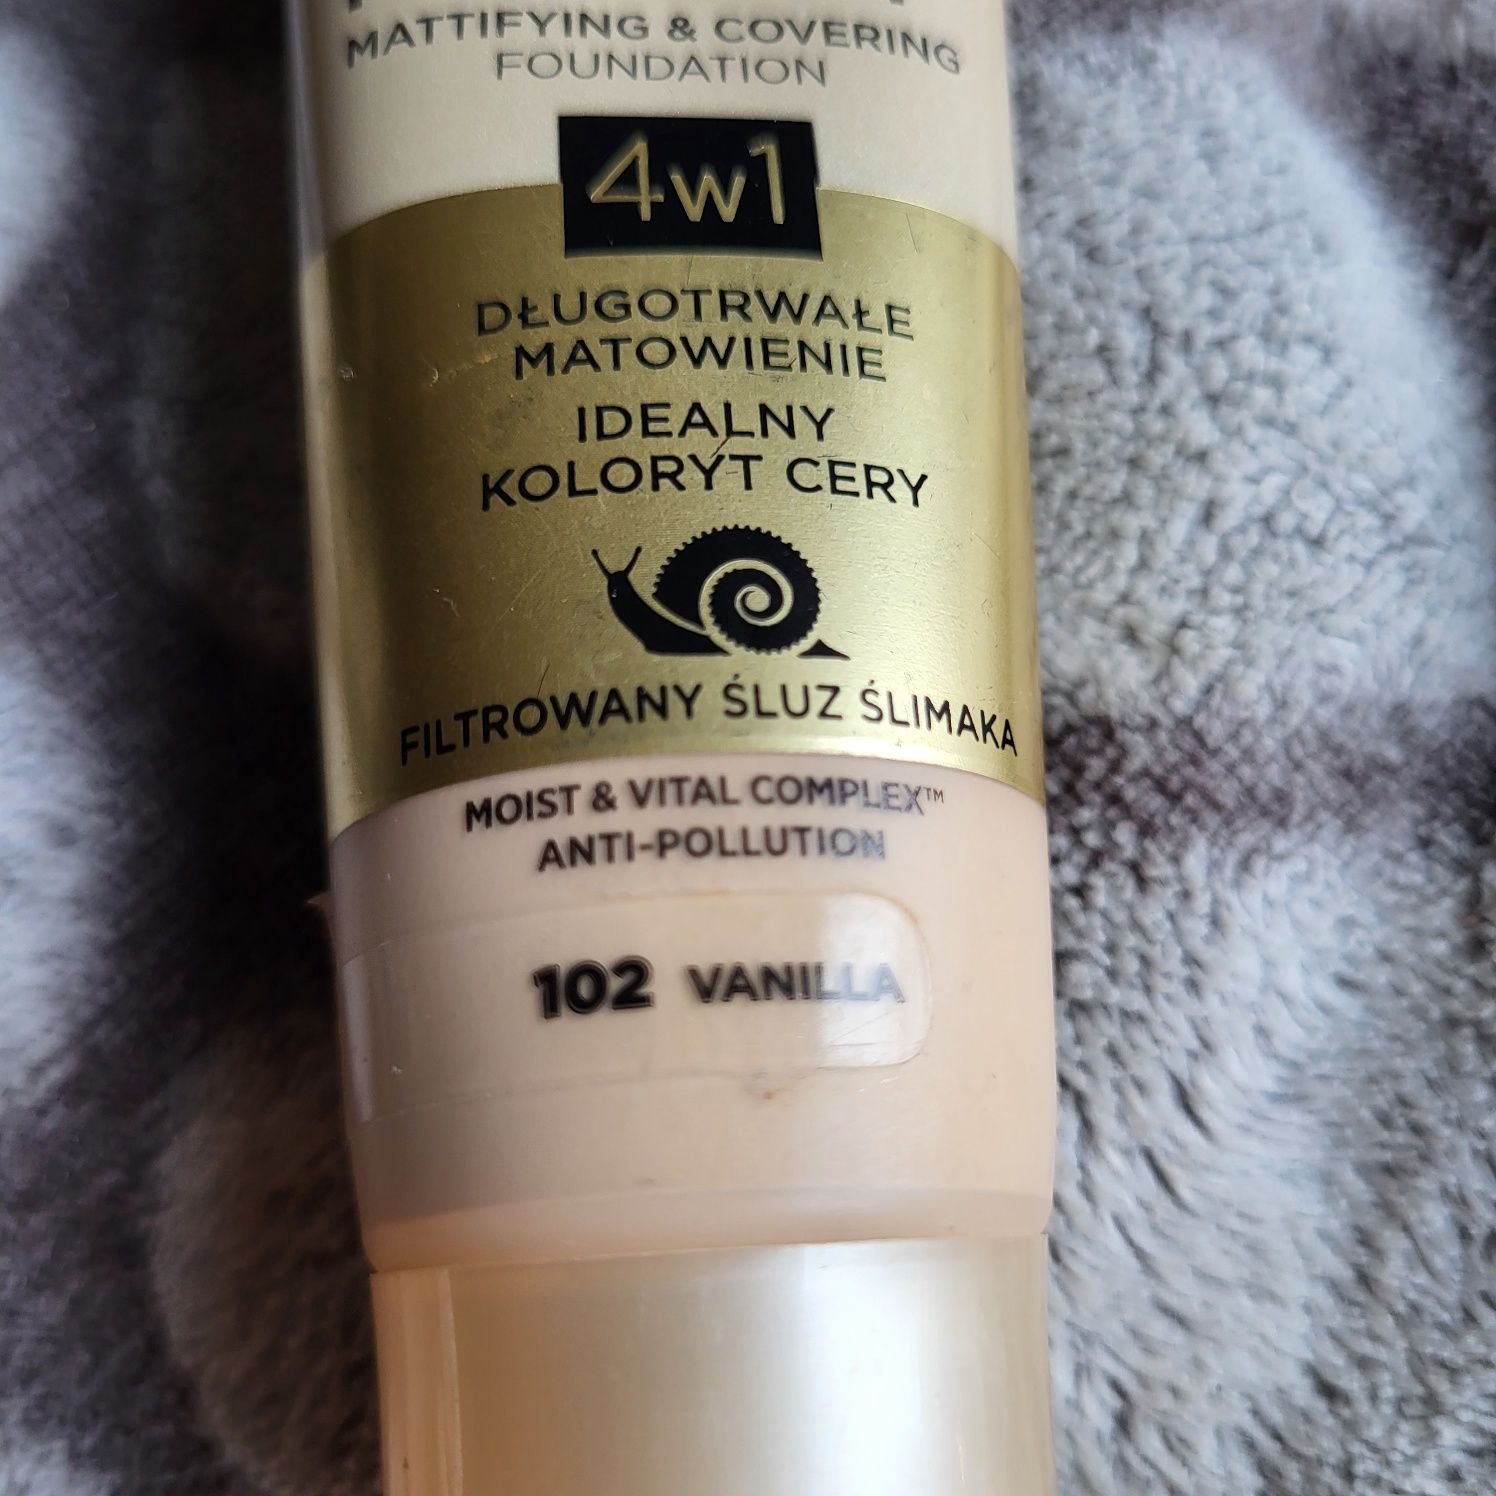 MATTIFYING & COVERING
FOUNDATION
4w1
DŁUGOTRWAŁE
MATOWIENIE
IDEALNY
KOLORYT CERY
FILTROWANY ŚLUZ ŚLIMAKA
MOIST & VITAL COMPLEX™
ANTI-POLLUTION
102 VANILLA